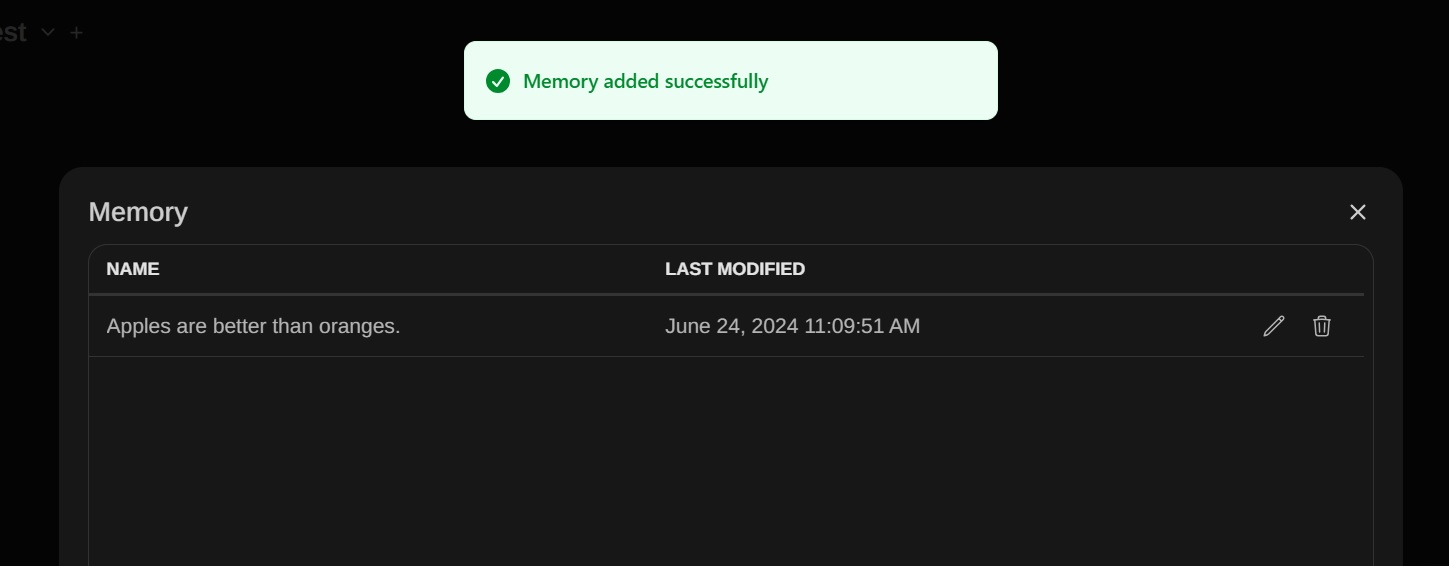 est
Memory added successfully
Memory
NAME LAST MODIFIED
Apples are better than oranges. June 24, 2024 11:09:51 AM